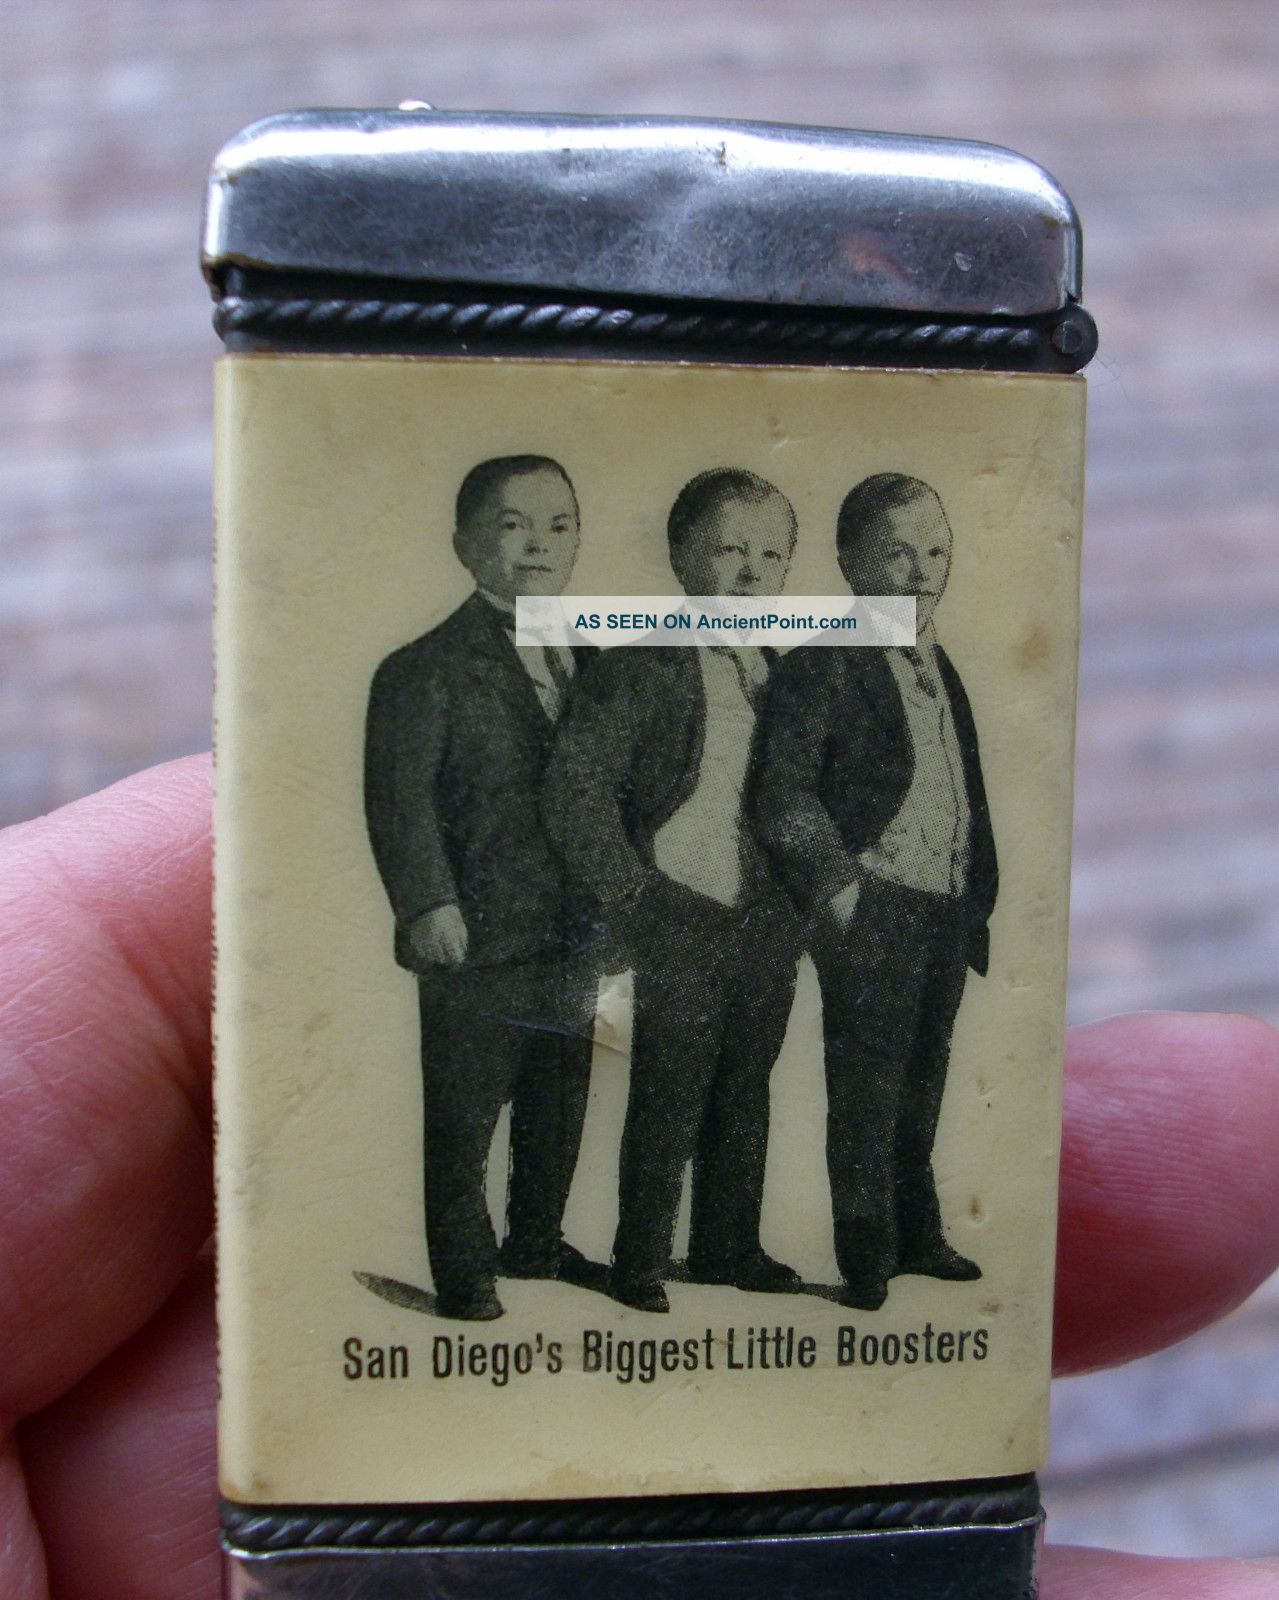 AS SEEN ON AncientPoint.com
San Diego's Biggest Little Boosters